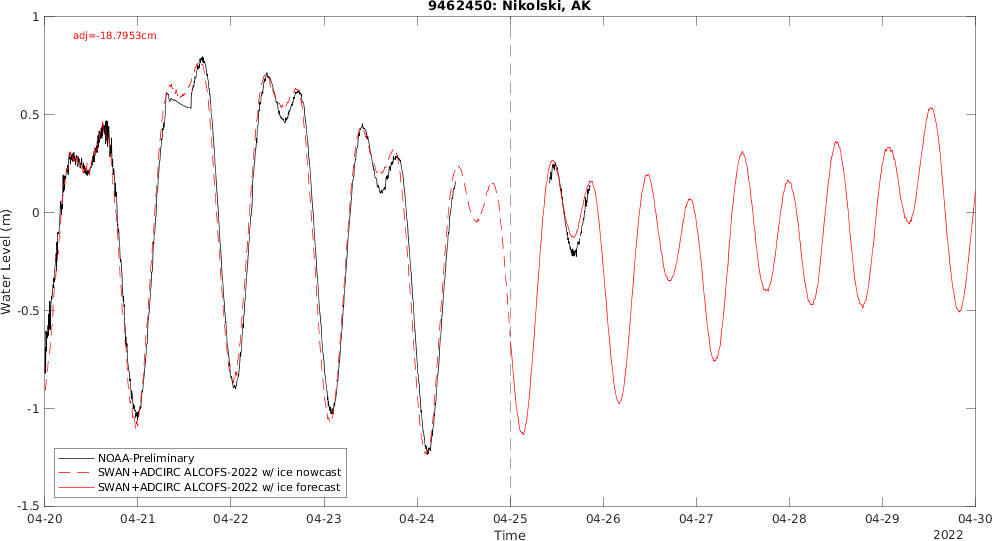 9462450: Nikolski, AK
adj=-18.7953cm
Water Level (m)
1
0.5
0
-0.5
-1
-1.5
NOAA-Preliminary
SWAN+ADCIRC ALCOFS-2022 w/ ice nowcast
SWAN+ADCIRC ALCOFS-2022 w/ ice forecast
04-20 04-21 04-22 04-23 04-24 04-25 04-26 04-27 04-28 04-29 04-30
Time
2022